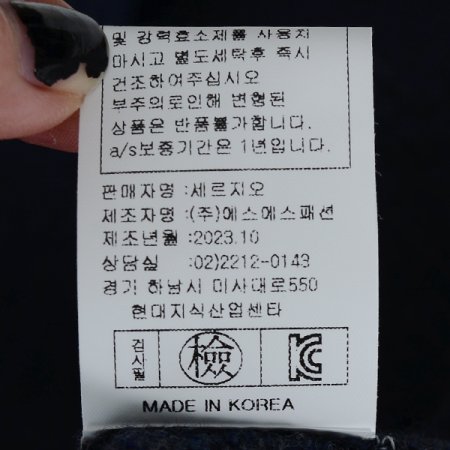 및 강력효소제를 사용치
마시고 별도세탁후 즉시
건조하여주십시오
부주의로인해 변형된
상품은 반품불가합니다.
a/s보증기간은 1년입니다.
판매자명 : 세르지오
제조자명 : (주)에스에스패션
제조년월 : 2023.10
상담실 : 02)2212-0143
경기 하남시 미사대로550
현대지식산업센타
검사필 檢 KC
MADE IN KOREA